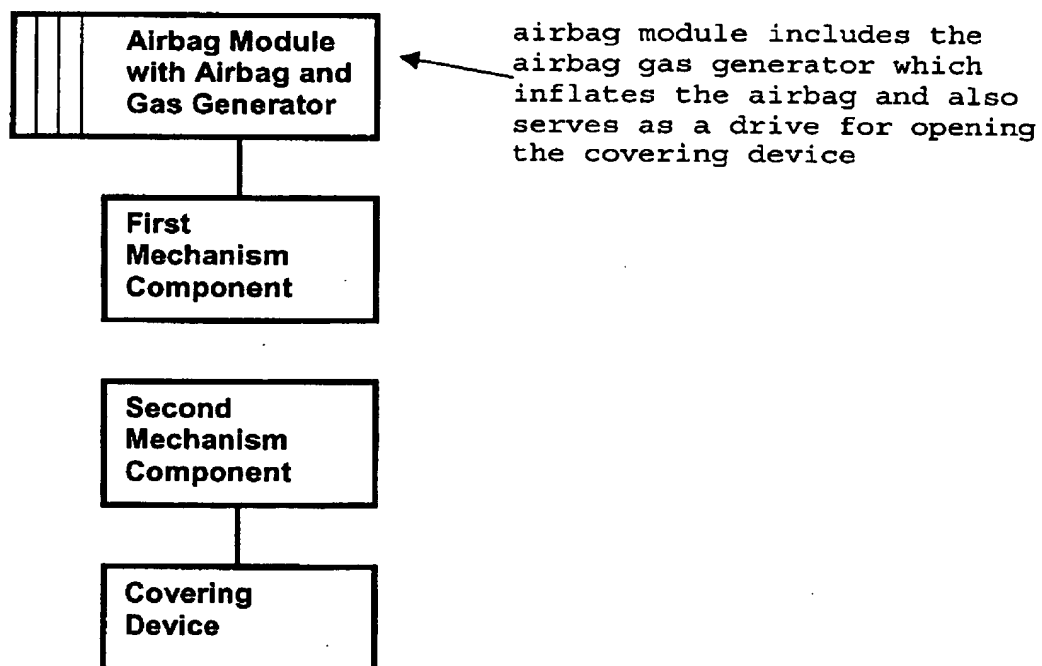 Airbag Module
with Airbag and
Gas Generator
airbag module includes the
airbag gas generator which
inflates the airbag and also
serves as a drive for opening
the covering device
First
Mechanism
Component
Second
Mechanism
Component
Covering
Device